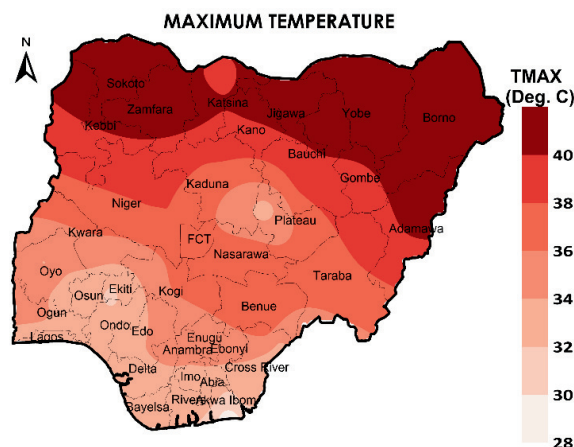 MAXIMUM TEMPERATURE
N
TMAX
(Deg. C)
Sokoto
Zamfara
Katsina
Jigawa
Yobe
Borno
Kebbi
Kano
Bauchi
Gombe
Kaduna
Niger
Plateau
Adamawa
Kwara
FCT
Nasarawa
Taraba
Oyo
Ekiti
Osun
Kogi
Benue
Ogun
Ondo
Edo
Lagos
Enugu
Anambra
Ebonyi
Delta
Imo
Abia
Cross River
Bayelsa
Rivers
Akwa Ibom
40
38
36
34
32
30
28